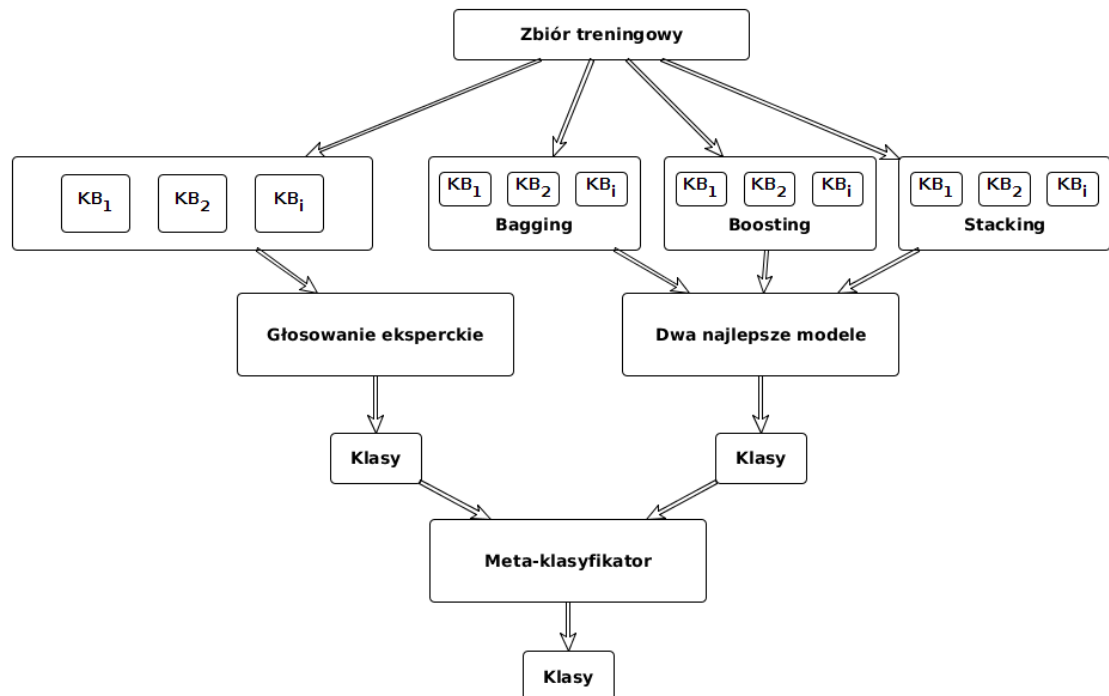 Zbiór treningowy
KB1 KB2 KBi
KB1 KB2 KBi
Bagging
KB1 KB2 KBi
Boosting
KB1 KB2 KBi
Stacking
Głosowanie eksperckie
Dwa najlepsze modele
Klasy
Klasy
Meta-klasyfikator
Klasy